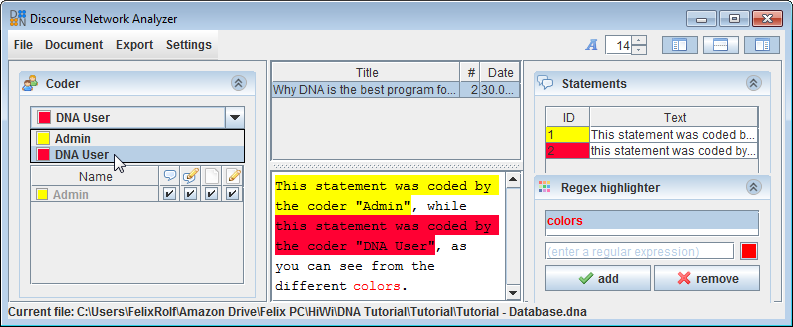 Discourse Network Analyzer
File Document Export Settings
A 14
Coder
DNA User
Admin
DNA User
Name
Admin
Title # Date
Why DNA is the best program fo... 2 30.0...
This statement was coded by
the coder "Admin", while
this statement was coded by
the coder "DNA User", as
you can see from the
different colors.
Statements
ID Text
1 This statement was coded b...
2 this statement was coded by...
Regex highlighter
colors
(enter a regular expression)
add remove
Current file: C:\Users\FelixRolf\Amazon Drive\Felix PC\HiWi\DNA Tutorial\Tutorial\Tutorial - Database.dna